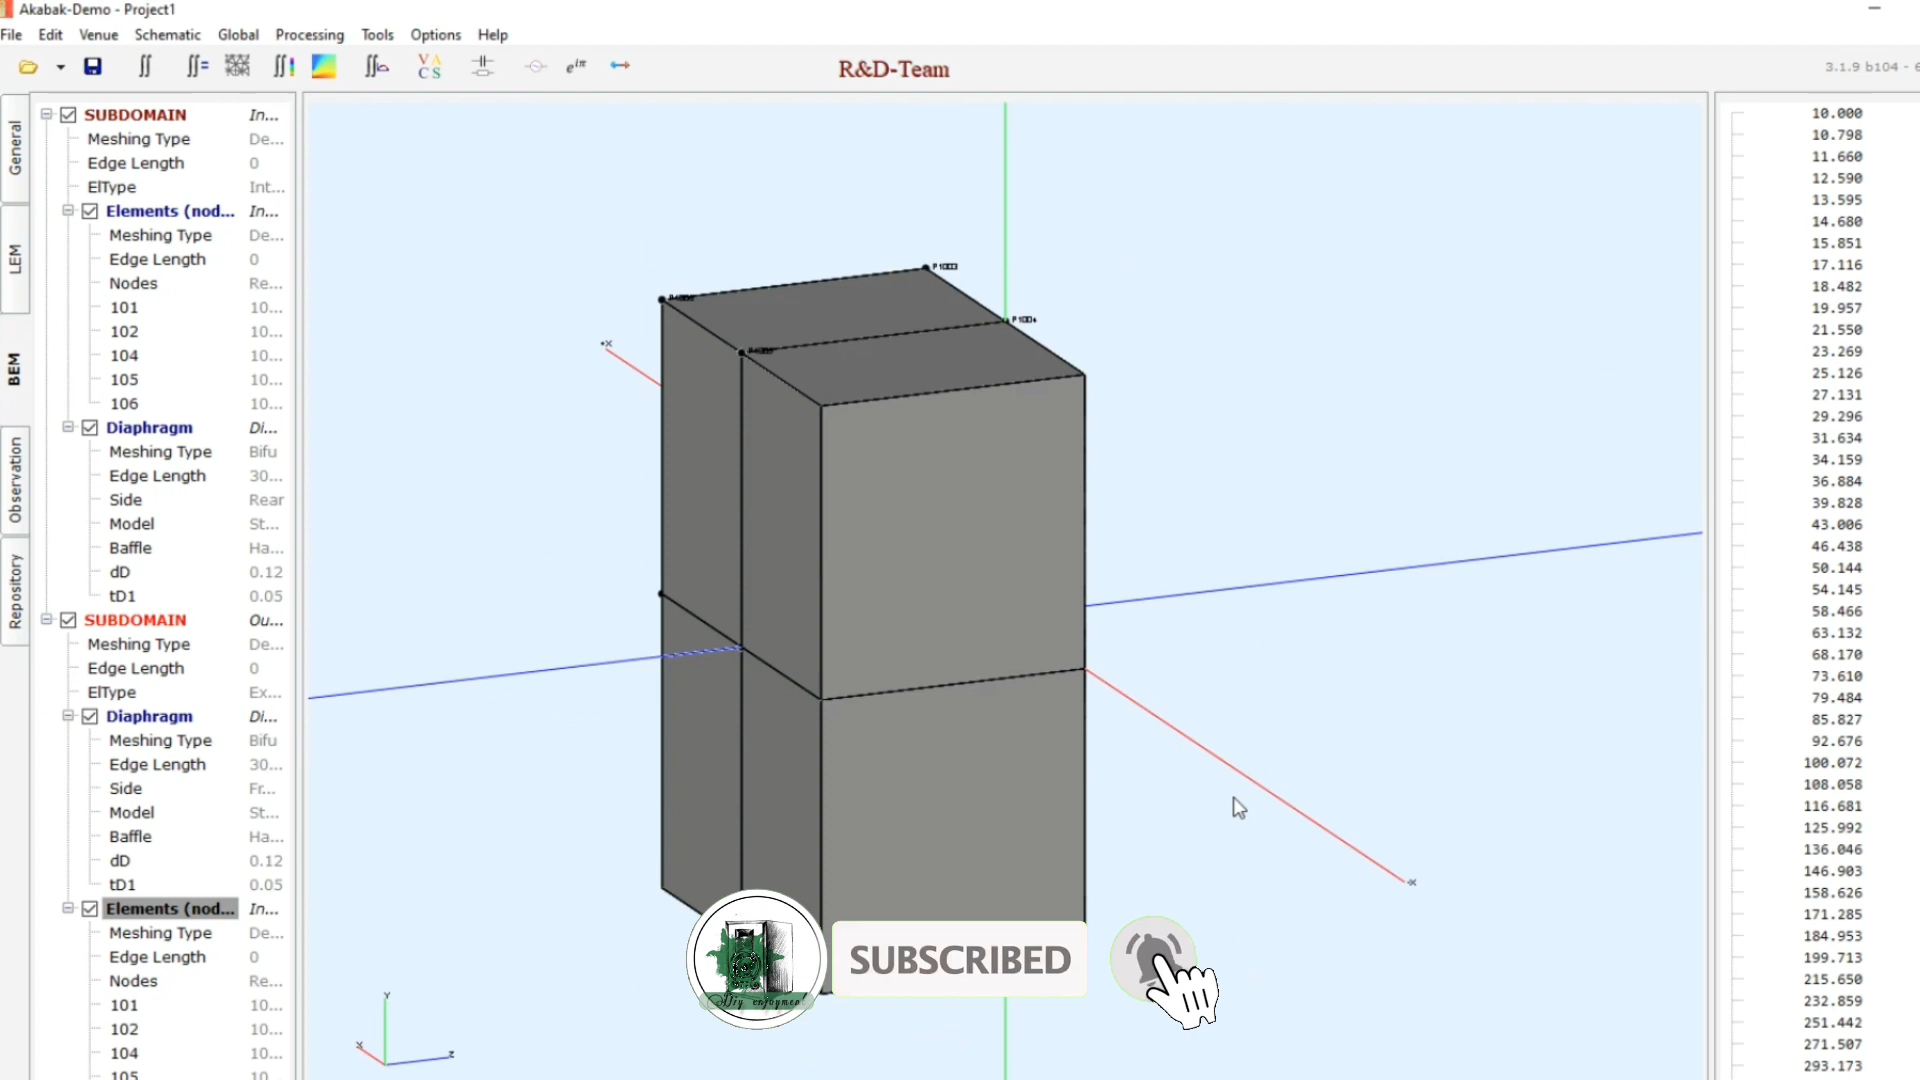 Akabak-Demo - Project1
File Edit Venue Schematic Global Processing Tools Options Help
VACS
e^iπ
R&D-Team
3.1.9 b104 - 6
General
LEM
BEM
Observation
Repository
SUBDOMAIN In...
Meshing Type De...
Edge Length 0
ElType Int...
Elements (nod... In...
Meshing Type De...
Edge Length 0
Nodes Re...
101 10...
102 10...
104 10...
105 10...
106 10...
Diaphragm Di...
Meshing Type Bifu
Edge Length 30...
Side Rear
Model St...
Baffle Ha...
dD 0.12
tD1 0.05
SUBDOMAIN Ou...
Meshing Type De...
Edge Length 0
ElType Ex...
Diaphragm Di...
Meshing Type Bifu
Edge Length 30...
Side Fr...
Model St...
Baffle Ha...
dD 0.12
tD1 0.05
Elements (nod... In...
Meshing Type De...
Edge Length 0
Nodes Re...
101 10...
102 10...
104 10...
105 10
P1003
P1004
Y
X
Z
SUBSCRIBED
10.000
10.798
11.660
12.590
13.595
14.680
15.851
17.116
18.482
19.957
21.550
23.269
25.126
27.131
29.296
31.634
34.159
36.884
39.828
43.006
46.438
50.144
54.145
58.466
63.132
68.170
73.610
79.484
85.827
92.676
100.072
108.058
116.681
125.992
136.046
146.903
158.626
171.285
184.953
199.713
215.650
232.859
251.442
271.507
293.173